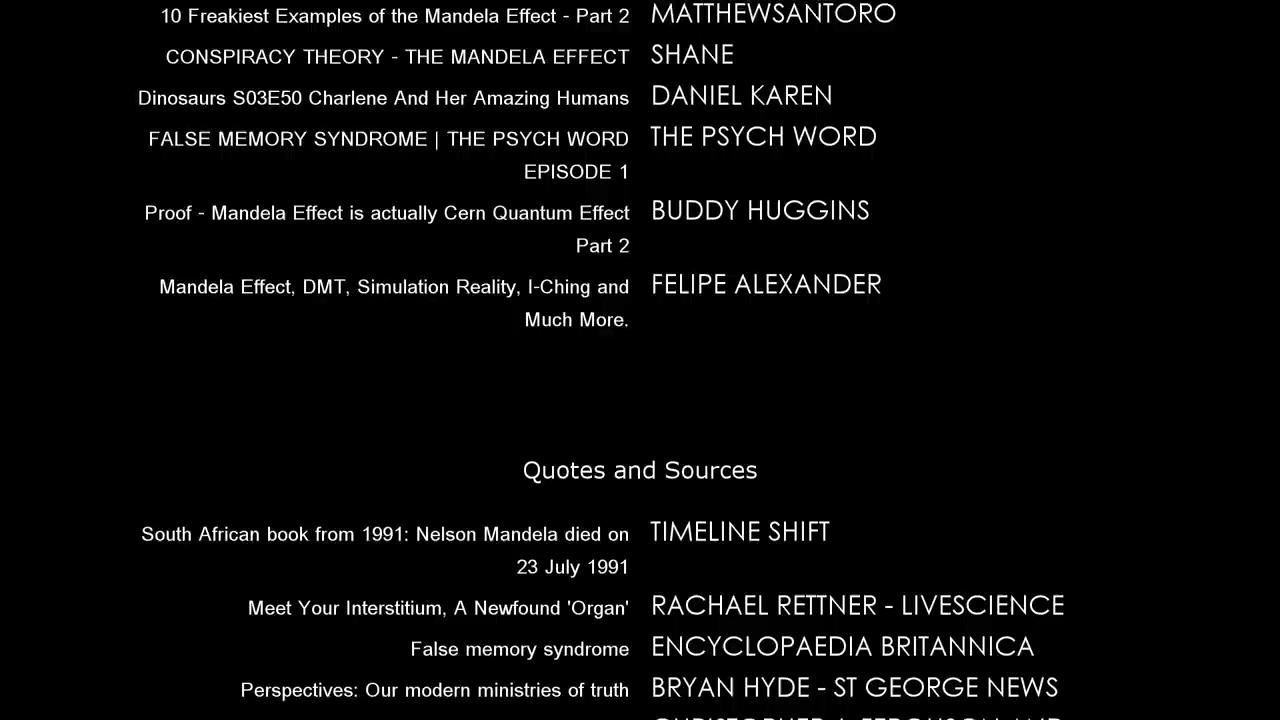 10 Freakiest Examples of the Mandela Effect - Part 2 MATTHEWSANTORO
CONSPIRACY THEORY - THE MANDELA EFFECT SHANE
Dinosaurs S03E50 Charlene And Her Amazing Humans DANIEL KAREN
FALSE MEMORY SYNDROME | THE PSYCH WORD THE PSYCH WORD
EPISODE 1
Proof - Mandela Effect is actually Cern Quantum Effect BUDDY HUGGINS
Part 2
Mandela Effect, DMT, Simulation Reality, I-Ching and FELIPE ALEXANDER
Much More.
Quotes and Sources
South African book from 1991: Nelson Mandela died on TIMELINE SHIFT
23 July 1991
Meet Your Interstitium, A Newfound 'Organ' RACHAEL RETTNER - LIVESCIENCE
False memory syndrome ENCYCLOPAEDIA BRITANNICA
Perspectives: Our modern ministries of truth BRYAN HYDE - ST GEORGE NEWS